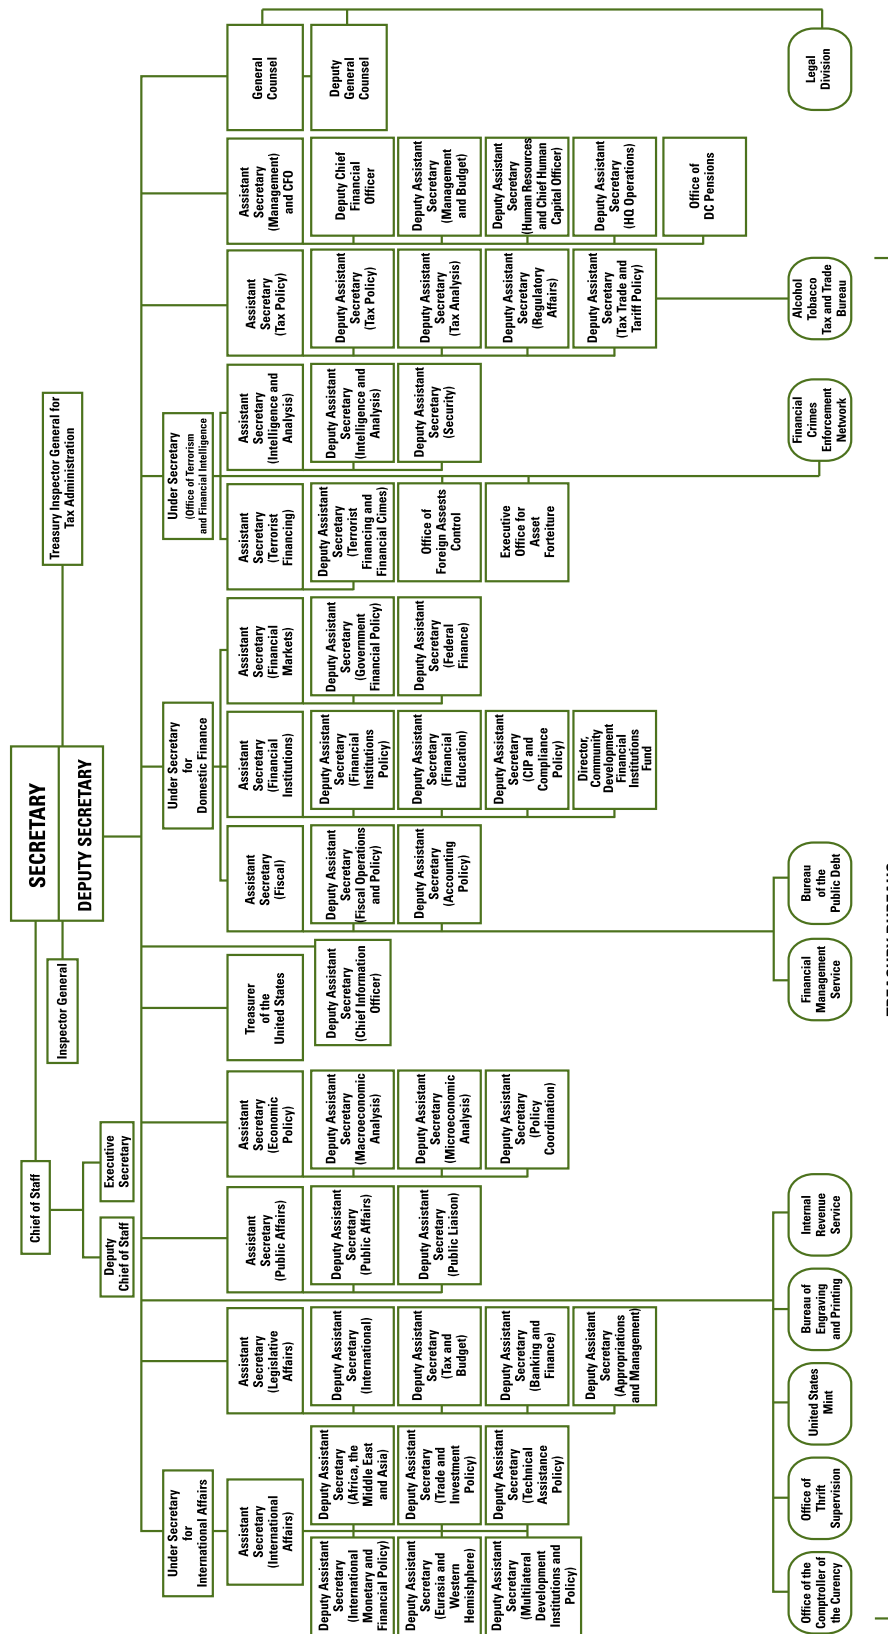 SECRETARY
DEPUTY SECRETARY
Chief of Staff
Deputy
Chief of Staff
Executive
Secretary
Inspector General
Treasury Inspector General for
Tax Administration
Under Secretary
for
International Affairs
Assistant
Secretary
(International
Affairs)
Deputy Assistant
Secretary
(International
Monetary and
Financial Policy)
Deputy Assistant
Secretary
(Africa, the
Middle East
and Asia)
Deputy Assistant
Secretary
(Eurasia and
Western
Hemishphere)
Deputy Assistant
Secretary
(Trade and
Investment
Policy)
Deputy Assistant
Secretary
(Multilateral
Development
Institutions and
Policy)
Deputy Assistant
Secretary
(Technical
Assistance
Policy)
Assistant
Secretary
(Legislative
Affairs)
Deputy Assistant
Secretary
(International)
Deputy Assistant
Secretary
(Tax and
Budget)
Deputy Assistant
Secretary
(Banking and
Finance)
Deputy Assistant
Secretary
(Appropriations
and Management)
Assistant
Secretary
(Public Affairs)
Deputy Assistant
Secretary
(Public Affairs)
Deputy Assistant
Secretary
(Public Liaison)
Assistant
Secretary
(Economic
Policy)
Deputy Assistant
Secretary
(Macroeconomic
Analysis)
Deputy Assistant
Secretary
(Microeconomic
Analysis)
Deputy Assistant
Secretary
(Policy
Coordination)
Treasurer
of the
United States
Deputy Assistant
Secretary
(Chief Information
Officer)
Under Secretary
for
Domestic Finance
Assistant
Secretary
(Fiscal)
Deputy Assistant
Secretary
(Fiscal Operations
and Policy)
Deputy Assistant
Secretary
(Accounting
Policy)
Assistant
Secretary
(Financial
Institutions)
Deputy Assistant
Secretary
(Financial
Institutions
Policy)
Deputy Assistant
Secretary
(Financial
Education)
Deputy Assistant
Secretary
(CIP and
Compliance
Policy)
Director,
Community
Development
Financial
Institutions
Fund
Assistant
Secretary
(Financial
Markets)
Deputy Assistant
Secretary
(Government
Financial Policy)
Deputy Assistant
Secretary
(Federal
Finance)
Under Secretary
(Office of Terrorism
and Financial Intelligence
Assistant
Secretary
(Terrorist
Financing)
Deputy Assistant
Secretary
(Terrorist
Financing and
Financial Cimes)
Office of
Foreign Assests
Control
Executive
Office for
Asset
Forteiture
Assistant
Secretary
(Intelligence and
Analysis)
Deputy Assistant
Secretary
(Intelligence and
Analysis)
Deputy Assistant
Secretary
(Security)
Assistant
Secretary
(Tax Policy)
Deputy Assistant
Secretary
(Tax Policy)
Deputy Assistant
Secretary
(Tax Analysis)
Deputy Assistant
Secretary
(Regulatory
Affairs)
Deputy Assistant
Secretary
(Tax Trade and
Tariff Policy)
Assistant
Secretary
(Management)
and CFO
Deputy Chief
Financial
Officer
Deputy Assistant
Secretary
(Management
and Budget)
Deputy Assistant
Secretary
(Human Resources
and Chief Human
Capital Officer)
Deputy Assistant
Secretary
(HQ Operations)
Office of
DC Pensions
General
Counsel
Deputy
General
Counsel
Office of the
Comptroller of
the Curency
Office of
Thrift
Supervision
United States
Mint
Bureau of
Engraving
and Printing
Internal
Revenue
Service
Financial
Management
Service
Bureau
of the
Public Debt
Financial
Crimes
Enforcement
Network
Alcohol
Tobacco
Tax and Trade
Bureau
Legal
Division